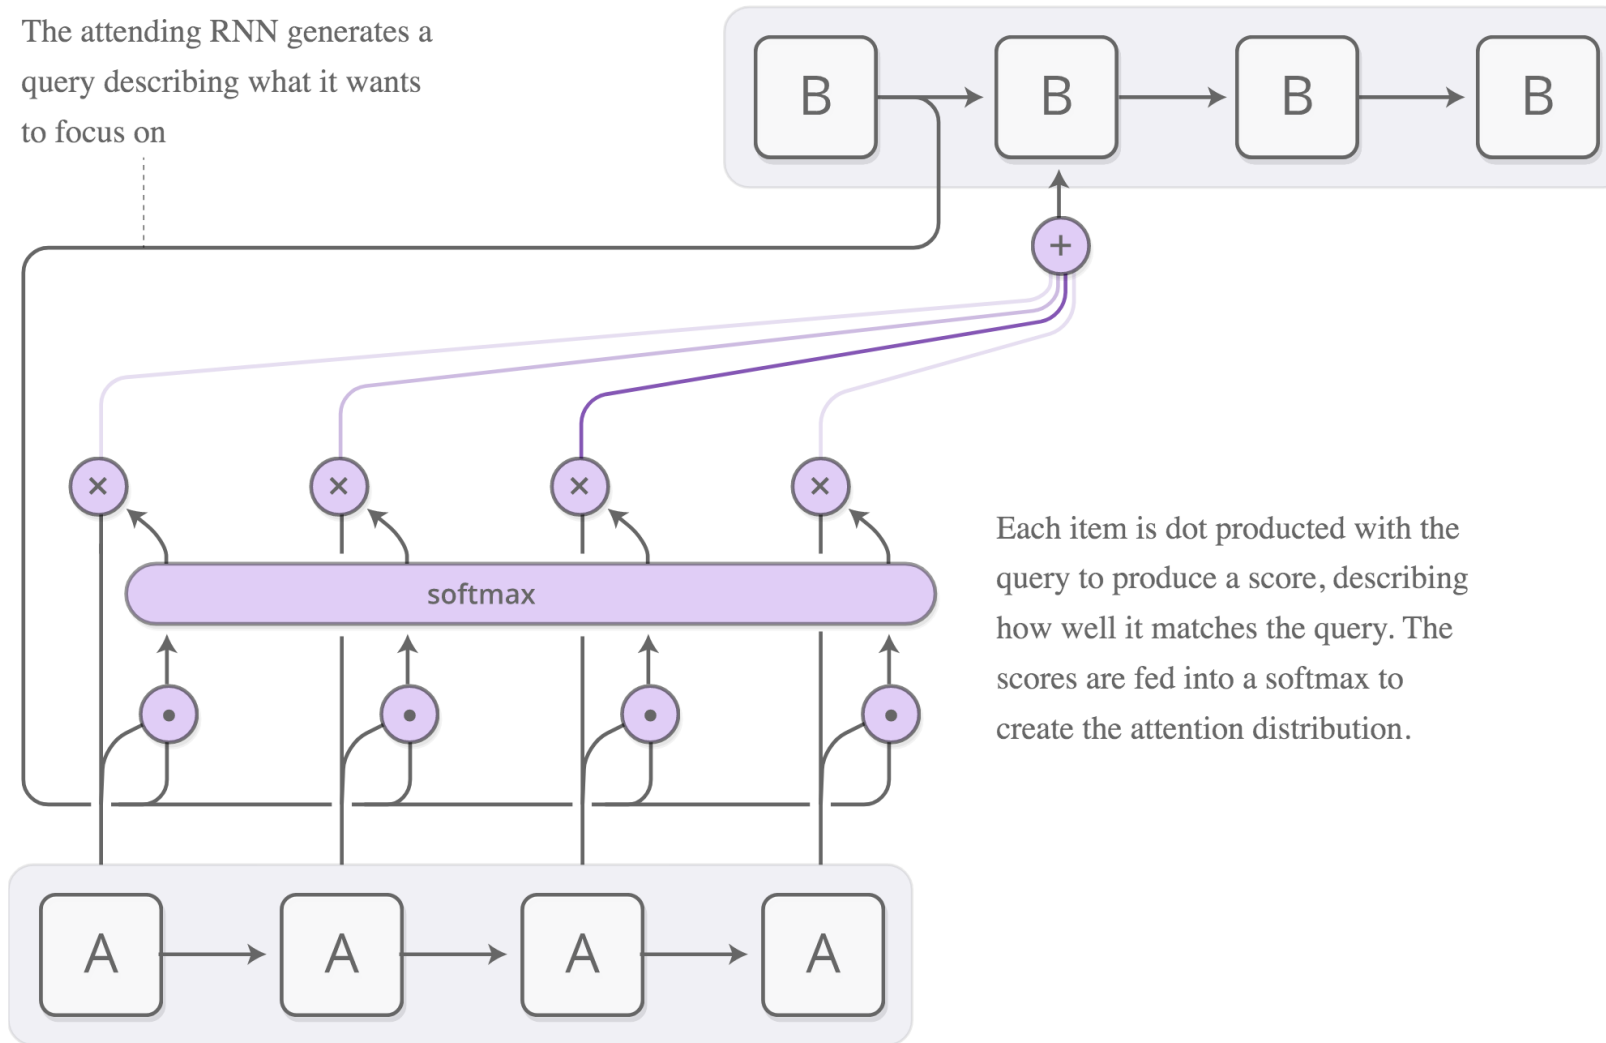 The attending RNN generates a
query describing what it wants
to focus on
B B B B
+
× × × ×
softmax
Each item is dot producted with the
query to produce a score, describing
how well it matches the query. The
scores are fed into a softmax to
create the attention distribution.
• • • •
A A A A